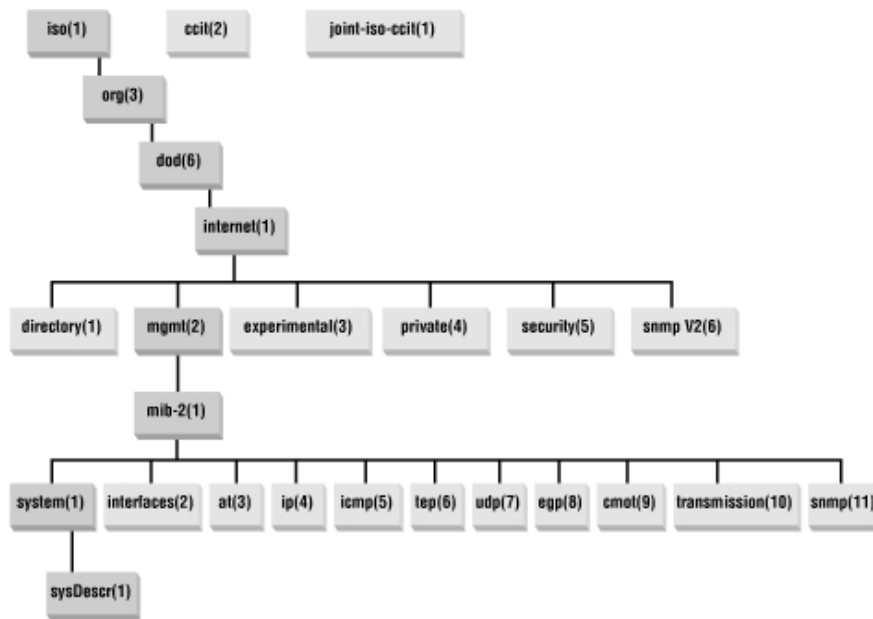 iso(1)
ccit(2)
joint-iso-ccit(1)
org(3)
dod(6)
internet(1)
directory(1)
mgml(2)
experimental(3)
private(4)
security(5)
snmp V2(6)
mib-2(1)
system(1)
interfaces(2)
at(3)
ip(4)
icmp(5)
tep(6)
udp(7)
egp(8)
cmot(9)
transmission(10)
snmp(11)
sysDescr(1)